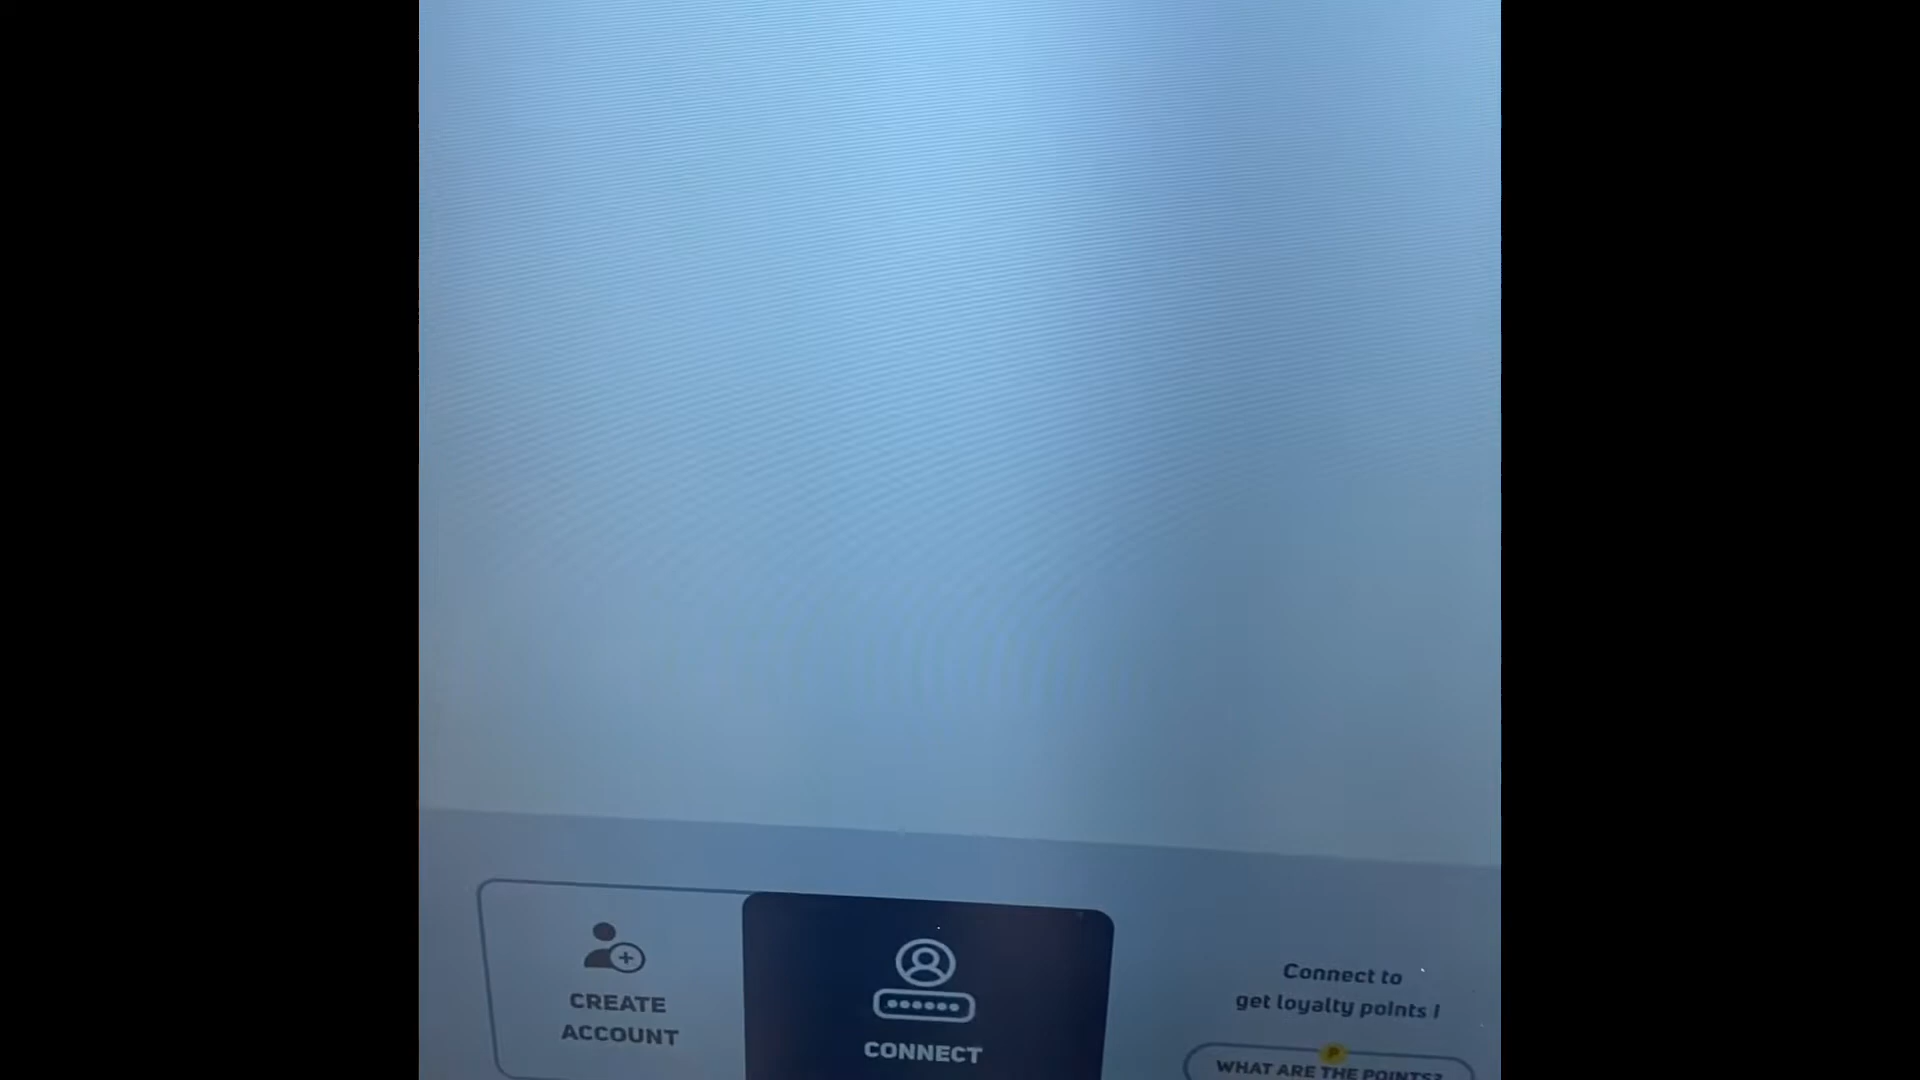 CREATE
ACCOUNT
CONNECT
Connect to
get loyalty points !
P
WHAT ARE THE POINTS?